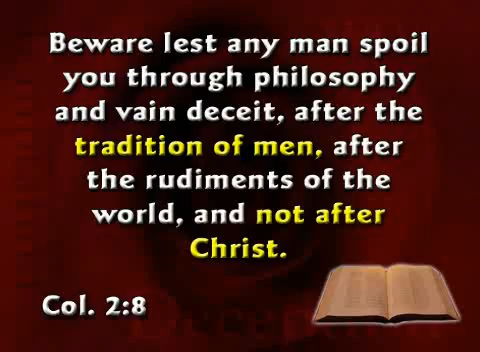 Beware lest any man spoil
you through philosophy
and vain deceit, after the
tradition of men, after
the rudiments of the
world, and not after
Christ.
Col. 2:8